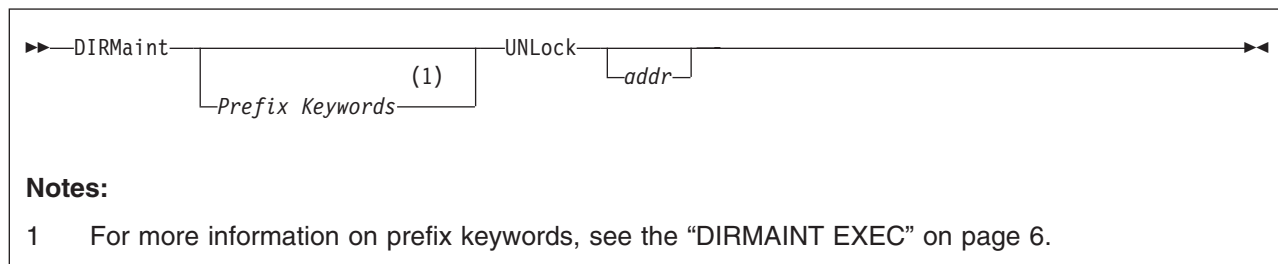 ►►──DIRMaint──UNLock──addr──►◄
(1)
Prefix Keywords
Notes:
1 For more information on prefix keywords, see the “DIRMAINT EXEC” on page 6.